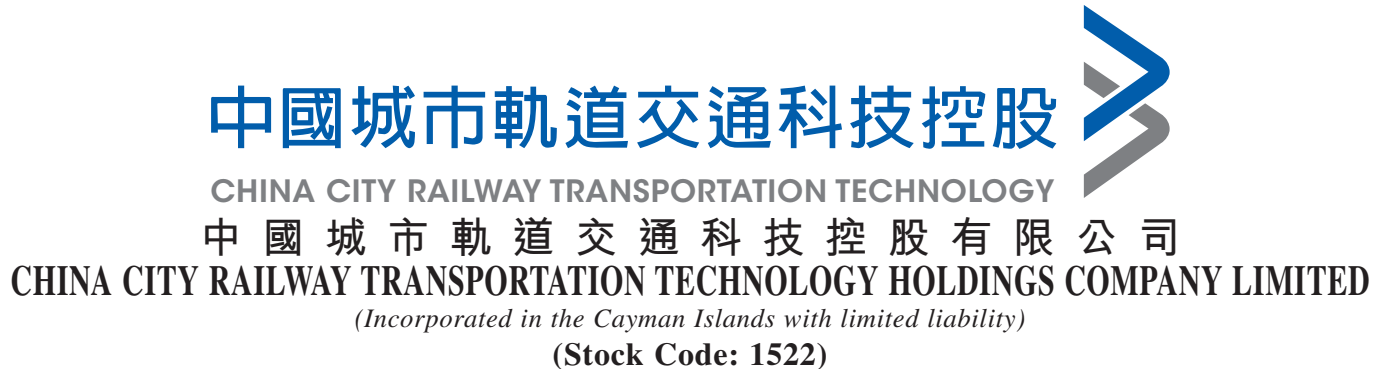 中國城市軌道交通科技控股
CHINA CITY RAILWAY TRANSPORTATION TECHNOLOGY
中國城市軌道交通科技控股有限公司
CHINA CITY RAILWAY TRANSPORTATION TECHNOLOGY HOLDINGS COMPANY LIMITED
(Incorporated in the Cayman Islands with limited liability)
(Stock Code: 1522)